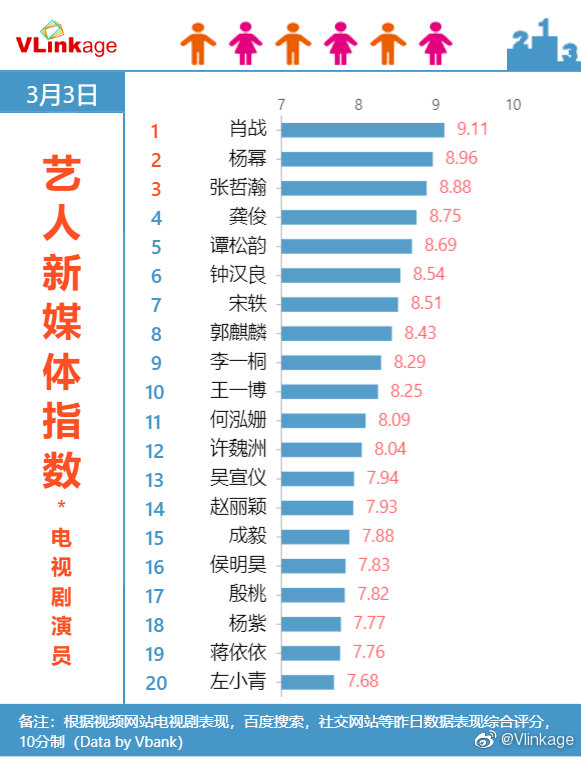 VLinkage
1
2
3
3月3日
艺人新媒体指数
*
电视剧演员
7 8 9 10
1 肖战 9.11
2 杨幂 8.96
3 张哲瀚 8.88
4 龚俊 8.75
5 谭松韵 8.69
6 钟汉良 8.54
7 宋轶 8.51
8 郭麒麟 8.43
9 李一桐 8.29
10 王一博 8.25
11 何泓姗 8.09
12 许魏洲 8.04
13 吴宣仪 7.94
14 赵丽颖 7.93
15 成毅 7.88
16 侯明昊 7.83
17 殷桃 7.82
18 杨紫 7.77
19 蒋依依 7.76
20 左小青 7.68
备注：根据视频网站电视剧表现，百度搜索，社交网站等昨日数据表现综合评分，
10分制（Data by Vbank）
@Vlinkage